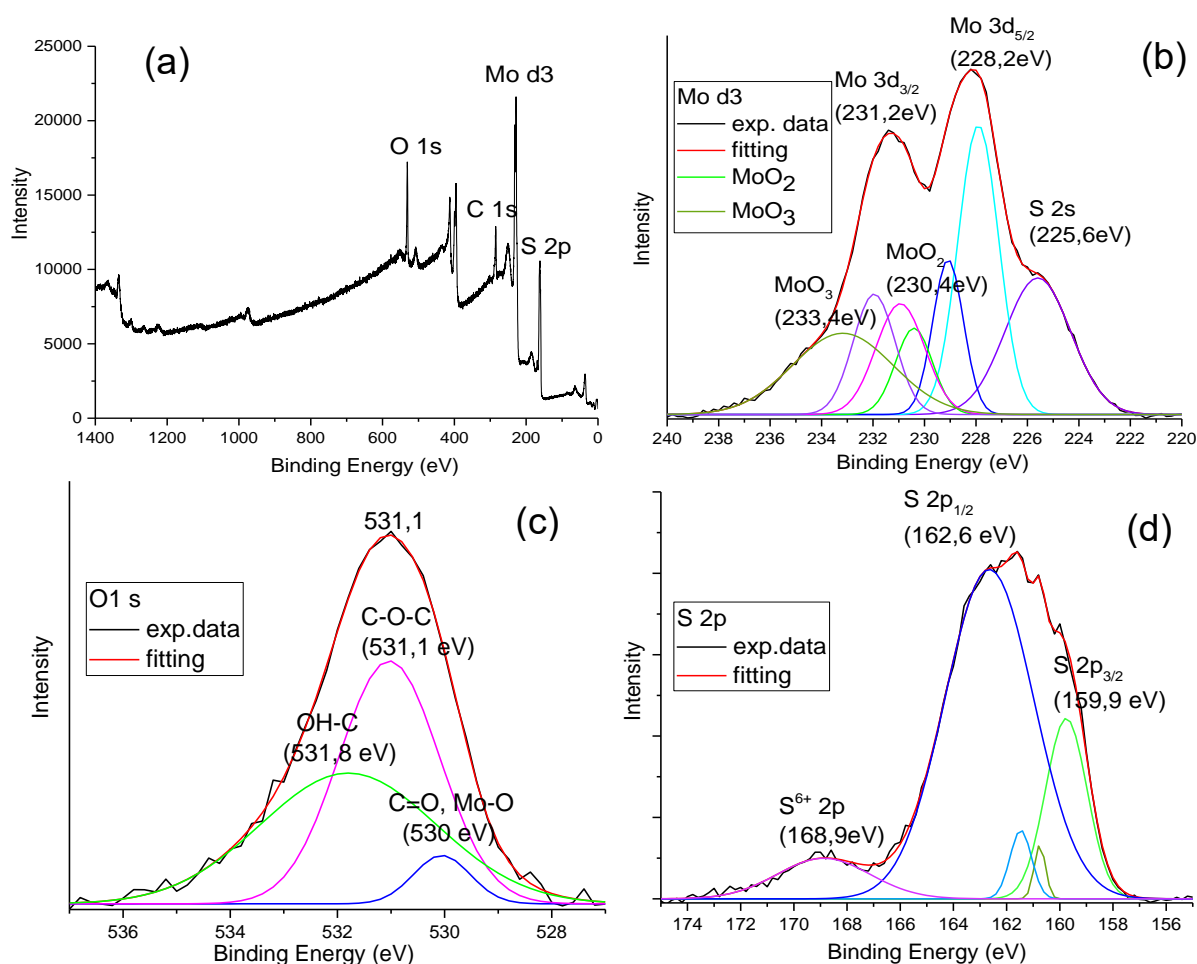 (a)
25000
20000
15000
10000
5000
0
Intensity
Mo d3
O 1s
C 1s
S 2p
1400 1200 1000 800 600 400 200 0
Binding Energy (eV)
(b)
Mo 3d5/2
(228,2eV)
Mo 3d3/2
(231,2eV)
Mo d3
exp. data
fitting
MoO2
MoO3
S 2s
(225,6eV)
MoO2
(230,4eV)
MoO3
(233,4eV)
Intensity
240 238 236 234 232 230 228 226 224 222 220
Binding Energy (eV)
(c)
531,1
O1 s
exp.data
fitting
C-O-C
(531,1 eV)
OH-C
(531,8 eV)
C=O, Mo-O
(530 eV)
Intensity
536 534 532 530 528
Binding Energy (eV)
(d)
S 2p1/2
(162,6 eV)
S 2p
exp.data
fitting
S 2p3/2
(159,9 eV)
S6+ 2p
(168,9eV)
Intensity
174 172 170 168 166 164 162 160 158 156
Binding Energy (eV)